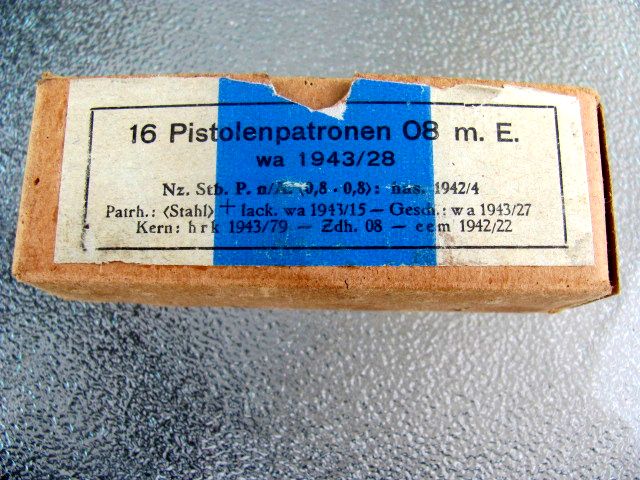 16 Pistolenpatronen 08 m. E.
wa 1943/28
Nz. Stb. P. n/A. (0,8 · 0,8): 1942/4
Patrh.: ‹Stahl› + lack. wa 1943/15 — Gesch.: wa 1943/27
Kern: hrk 1943/79 — Zdh. 08 — eem 1942/22